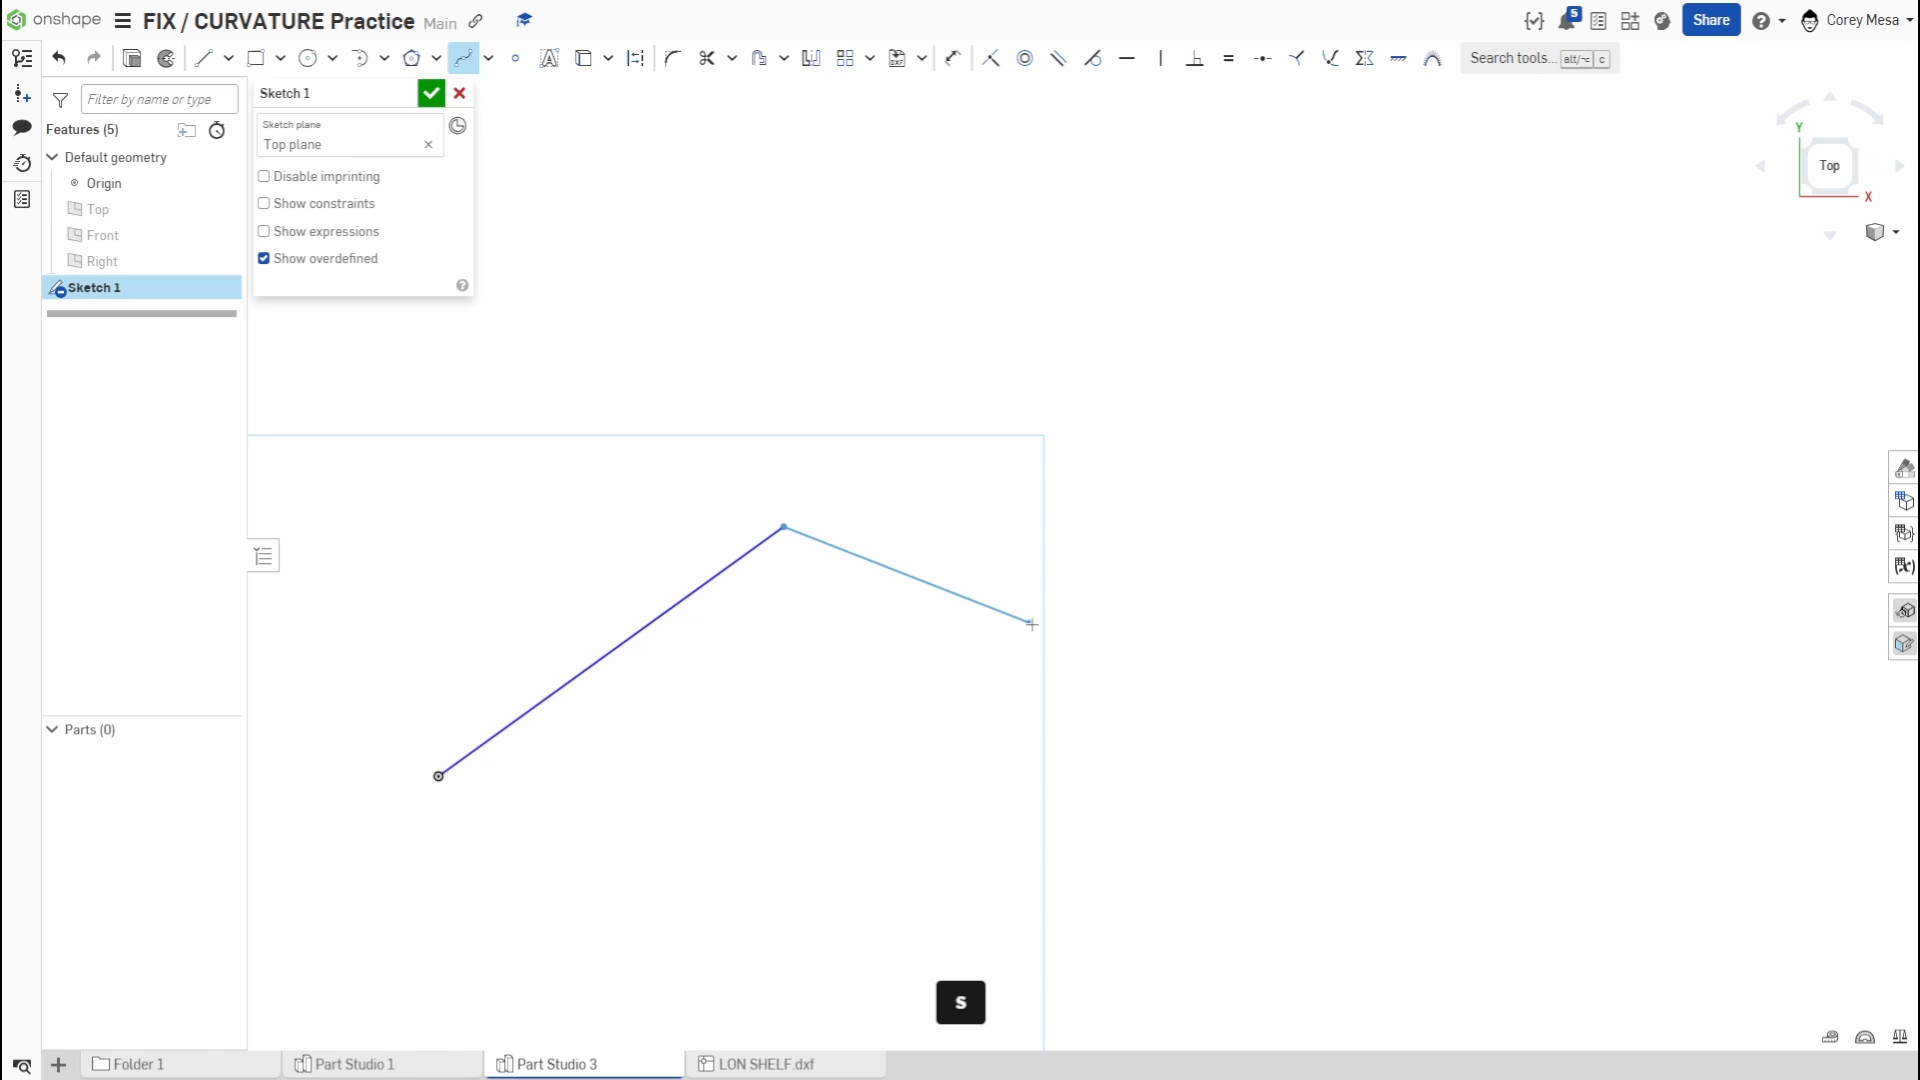 onshape
FIX / CURVATURE Practice Main
5
Share
Corey Mesa
Search tools... alt/⌥ c
Filter by name or type
Features (5)
Default geometry
Origin
Top
Front
Right
Sketch 1
Sketch 1
Sketch plane
Top plane
Disable imprinting
Show constraints
Show expressions
Show overdefined
Y
Top
X
Parts (0)
S
Folder 1
Part Studio 1
Part Studio 3
LON SHELF.dxf